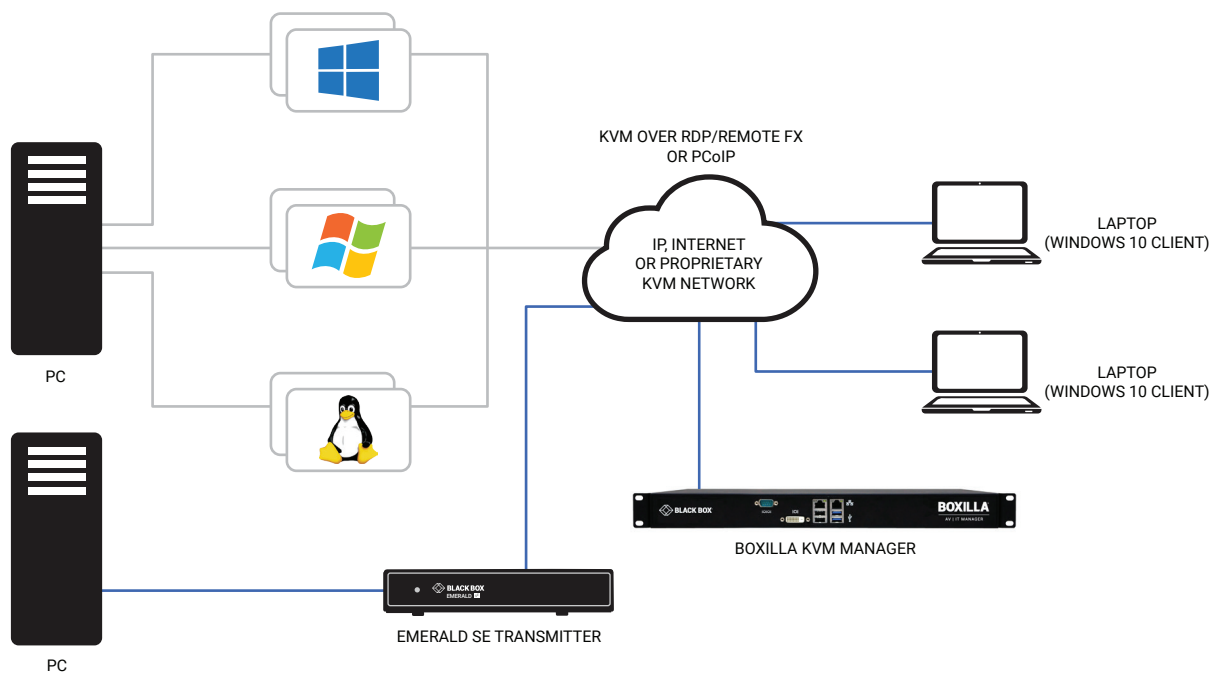 KVM OVER RDP/REMOTE FX
OR PCoIP
IP, INTERNET
OR PROPRIETARY
KVM NETWORK
LAPTOP
(WINDOWS 10 CLIENT)
PC
LAPTOP
(WINDOWS 10 CLIENT)
BLACK BOX
IOIOI
BOXILLA
AV | IT MANAGER
BOXILLA KVM MANAGER
BLACK BOX
EMERALD SE
EMERALD SE TRANSMITTER
PC